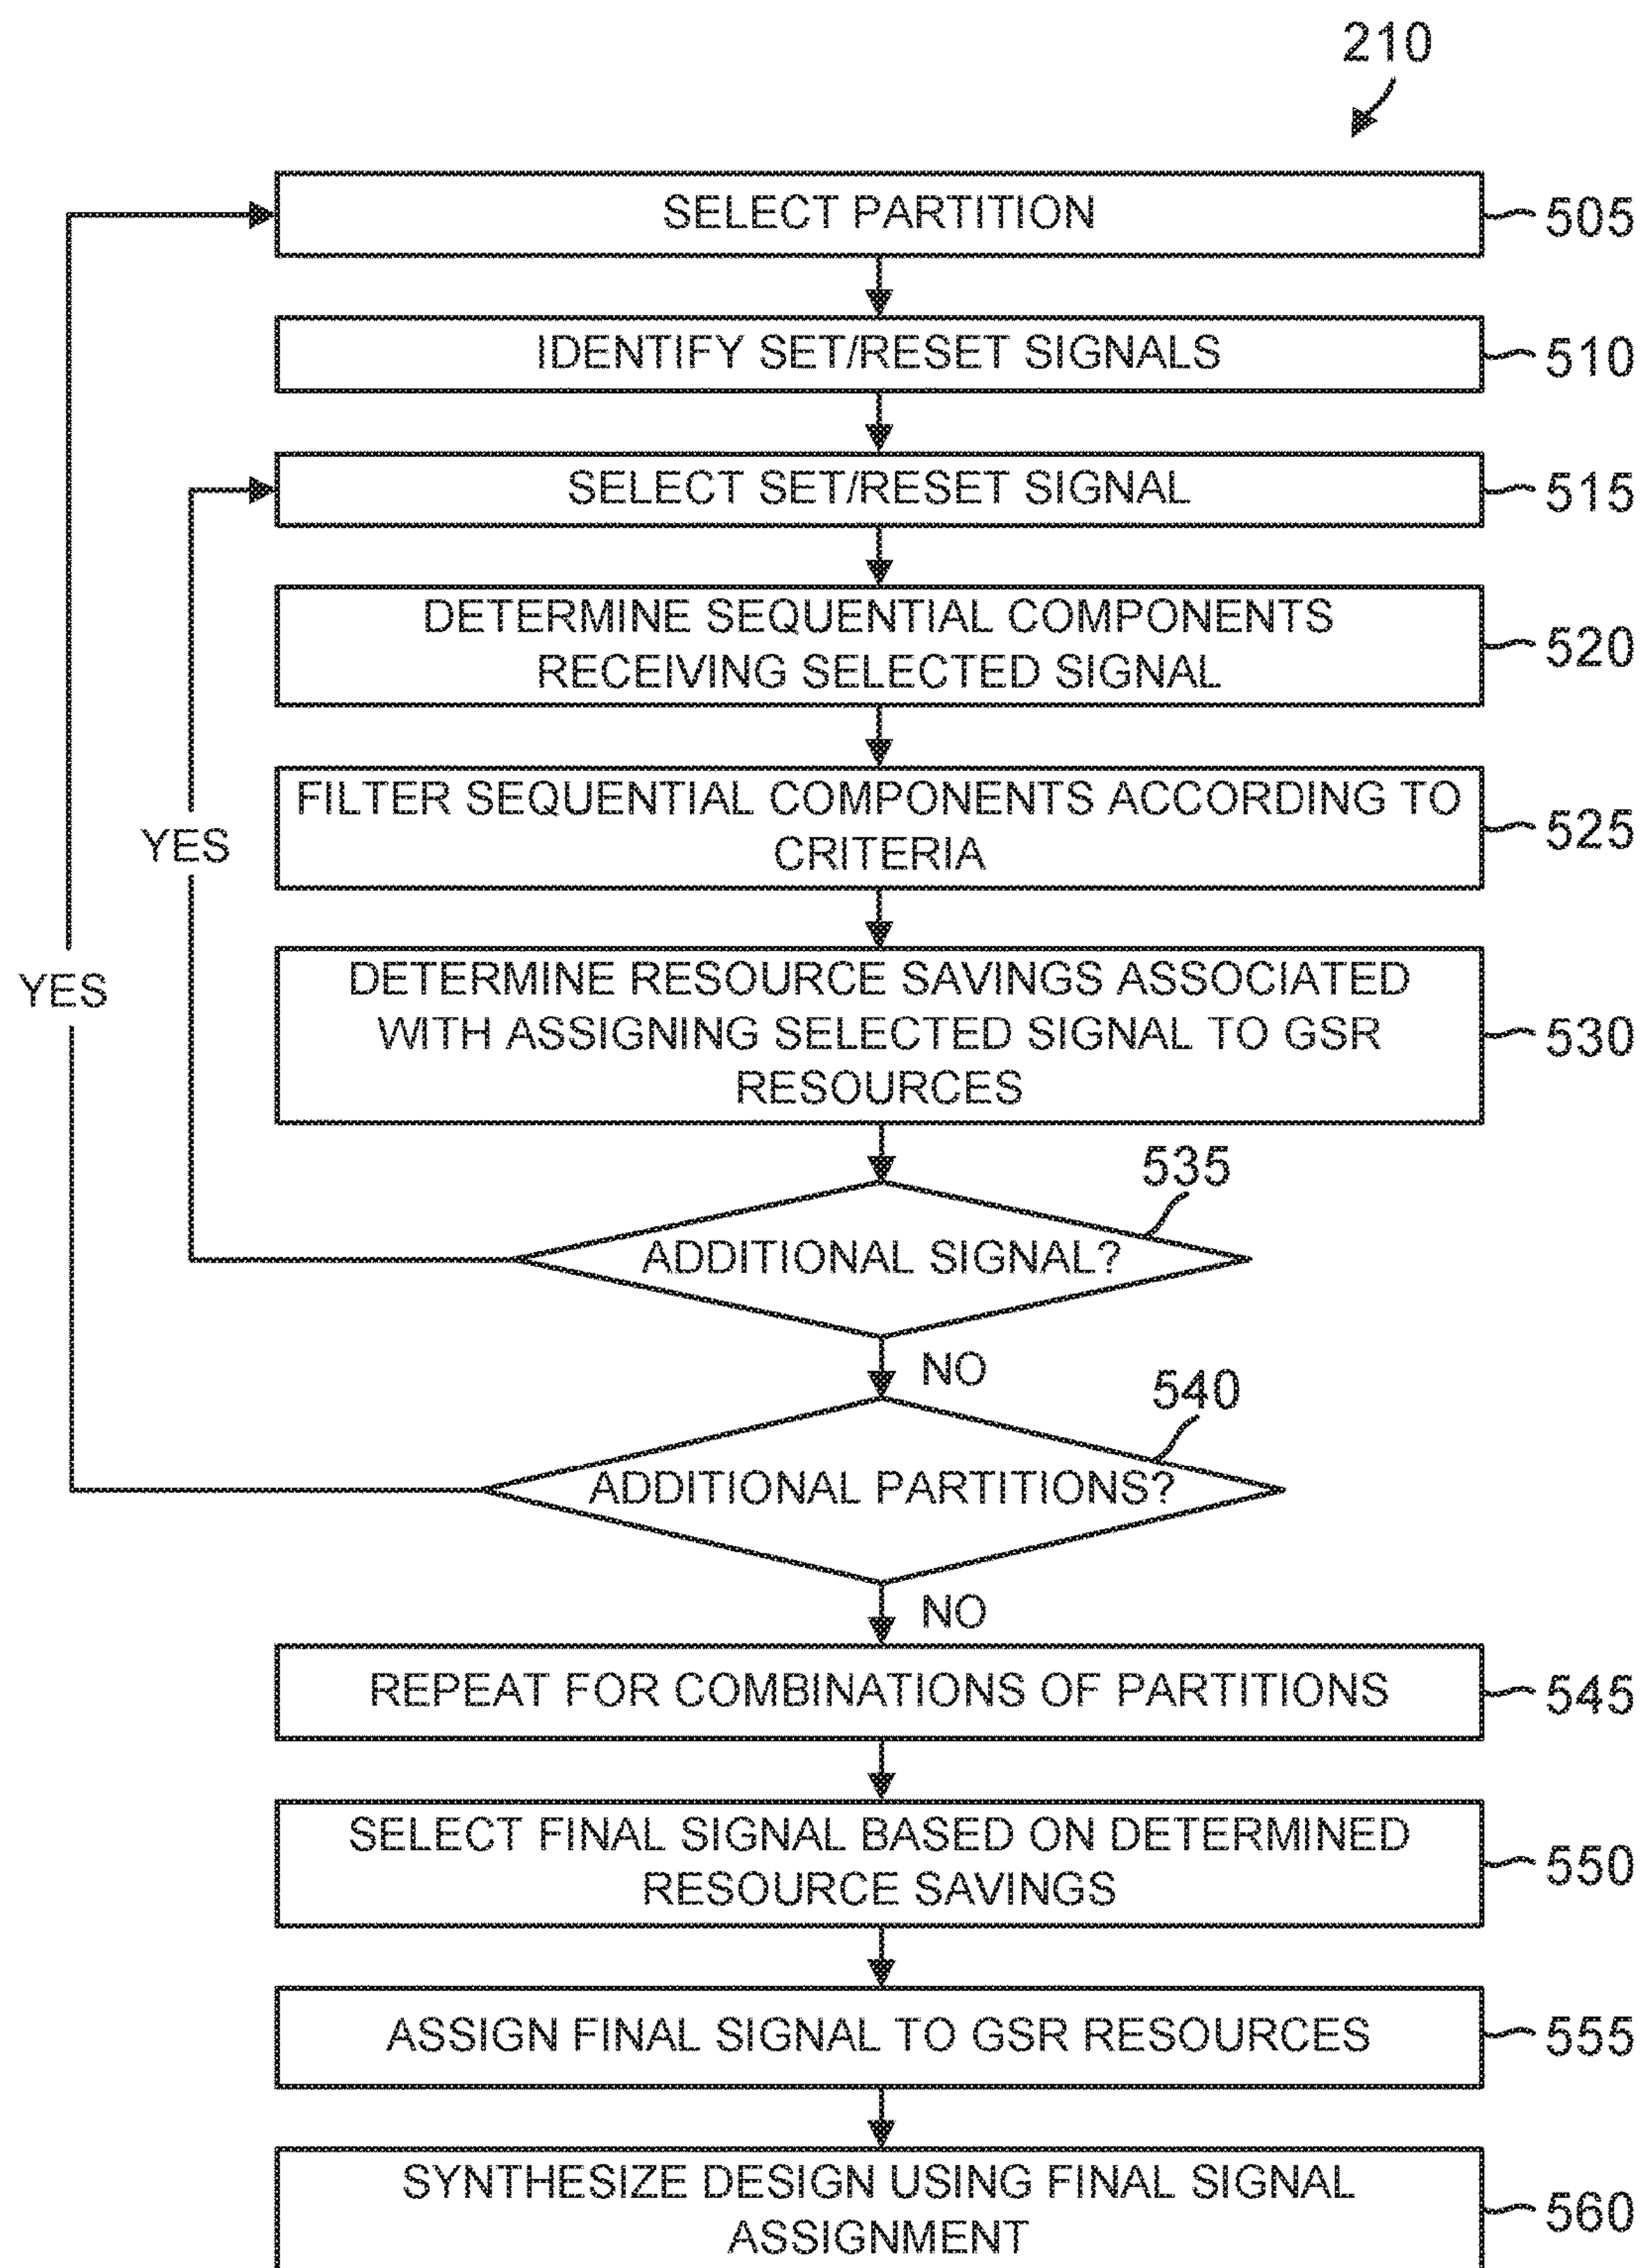 210
SELECT PARTITION
505
IDENTIFY SET/RESET SIGNALS
510
SELECT SET/RESET SIGNAL
515
DETERMINE SEQUENTIAL COMPONENTS
RECEIVING SELECTED SIGNAL
520
FILTER SEQUENTIAL COMPONENTS ACCORDING TO
CRITERIA
525
YES
DETERMINE RESOURCE SAVINGS ASSOCIATED
WITH ASSIGNING SELECTED SIGNAL TO GSR
RESOURCES
530
YES
535
ADDITIONAL SIGNAL?
NO
540
ADDITIONAL PARTITIONS?
NO
REPEAT FOR COMBINATIONS OF PARTITIONS
545
SELECT FINAL SIGNAL BASED ON DETERMINED
RESOURCE SAVINGS
550
ASSIGN FINAL SIGNAL TO GSR RESOURCES
555
SYNTHESIZE DESIGN USING FINAL SIGNAL
ASSIGNMENT
560